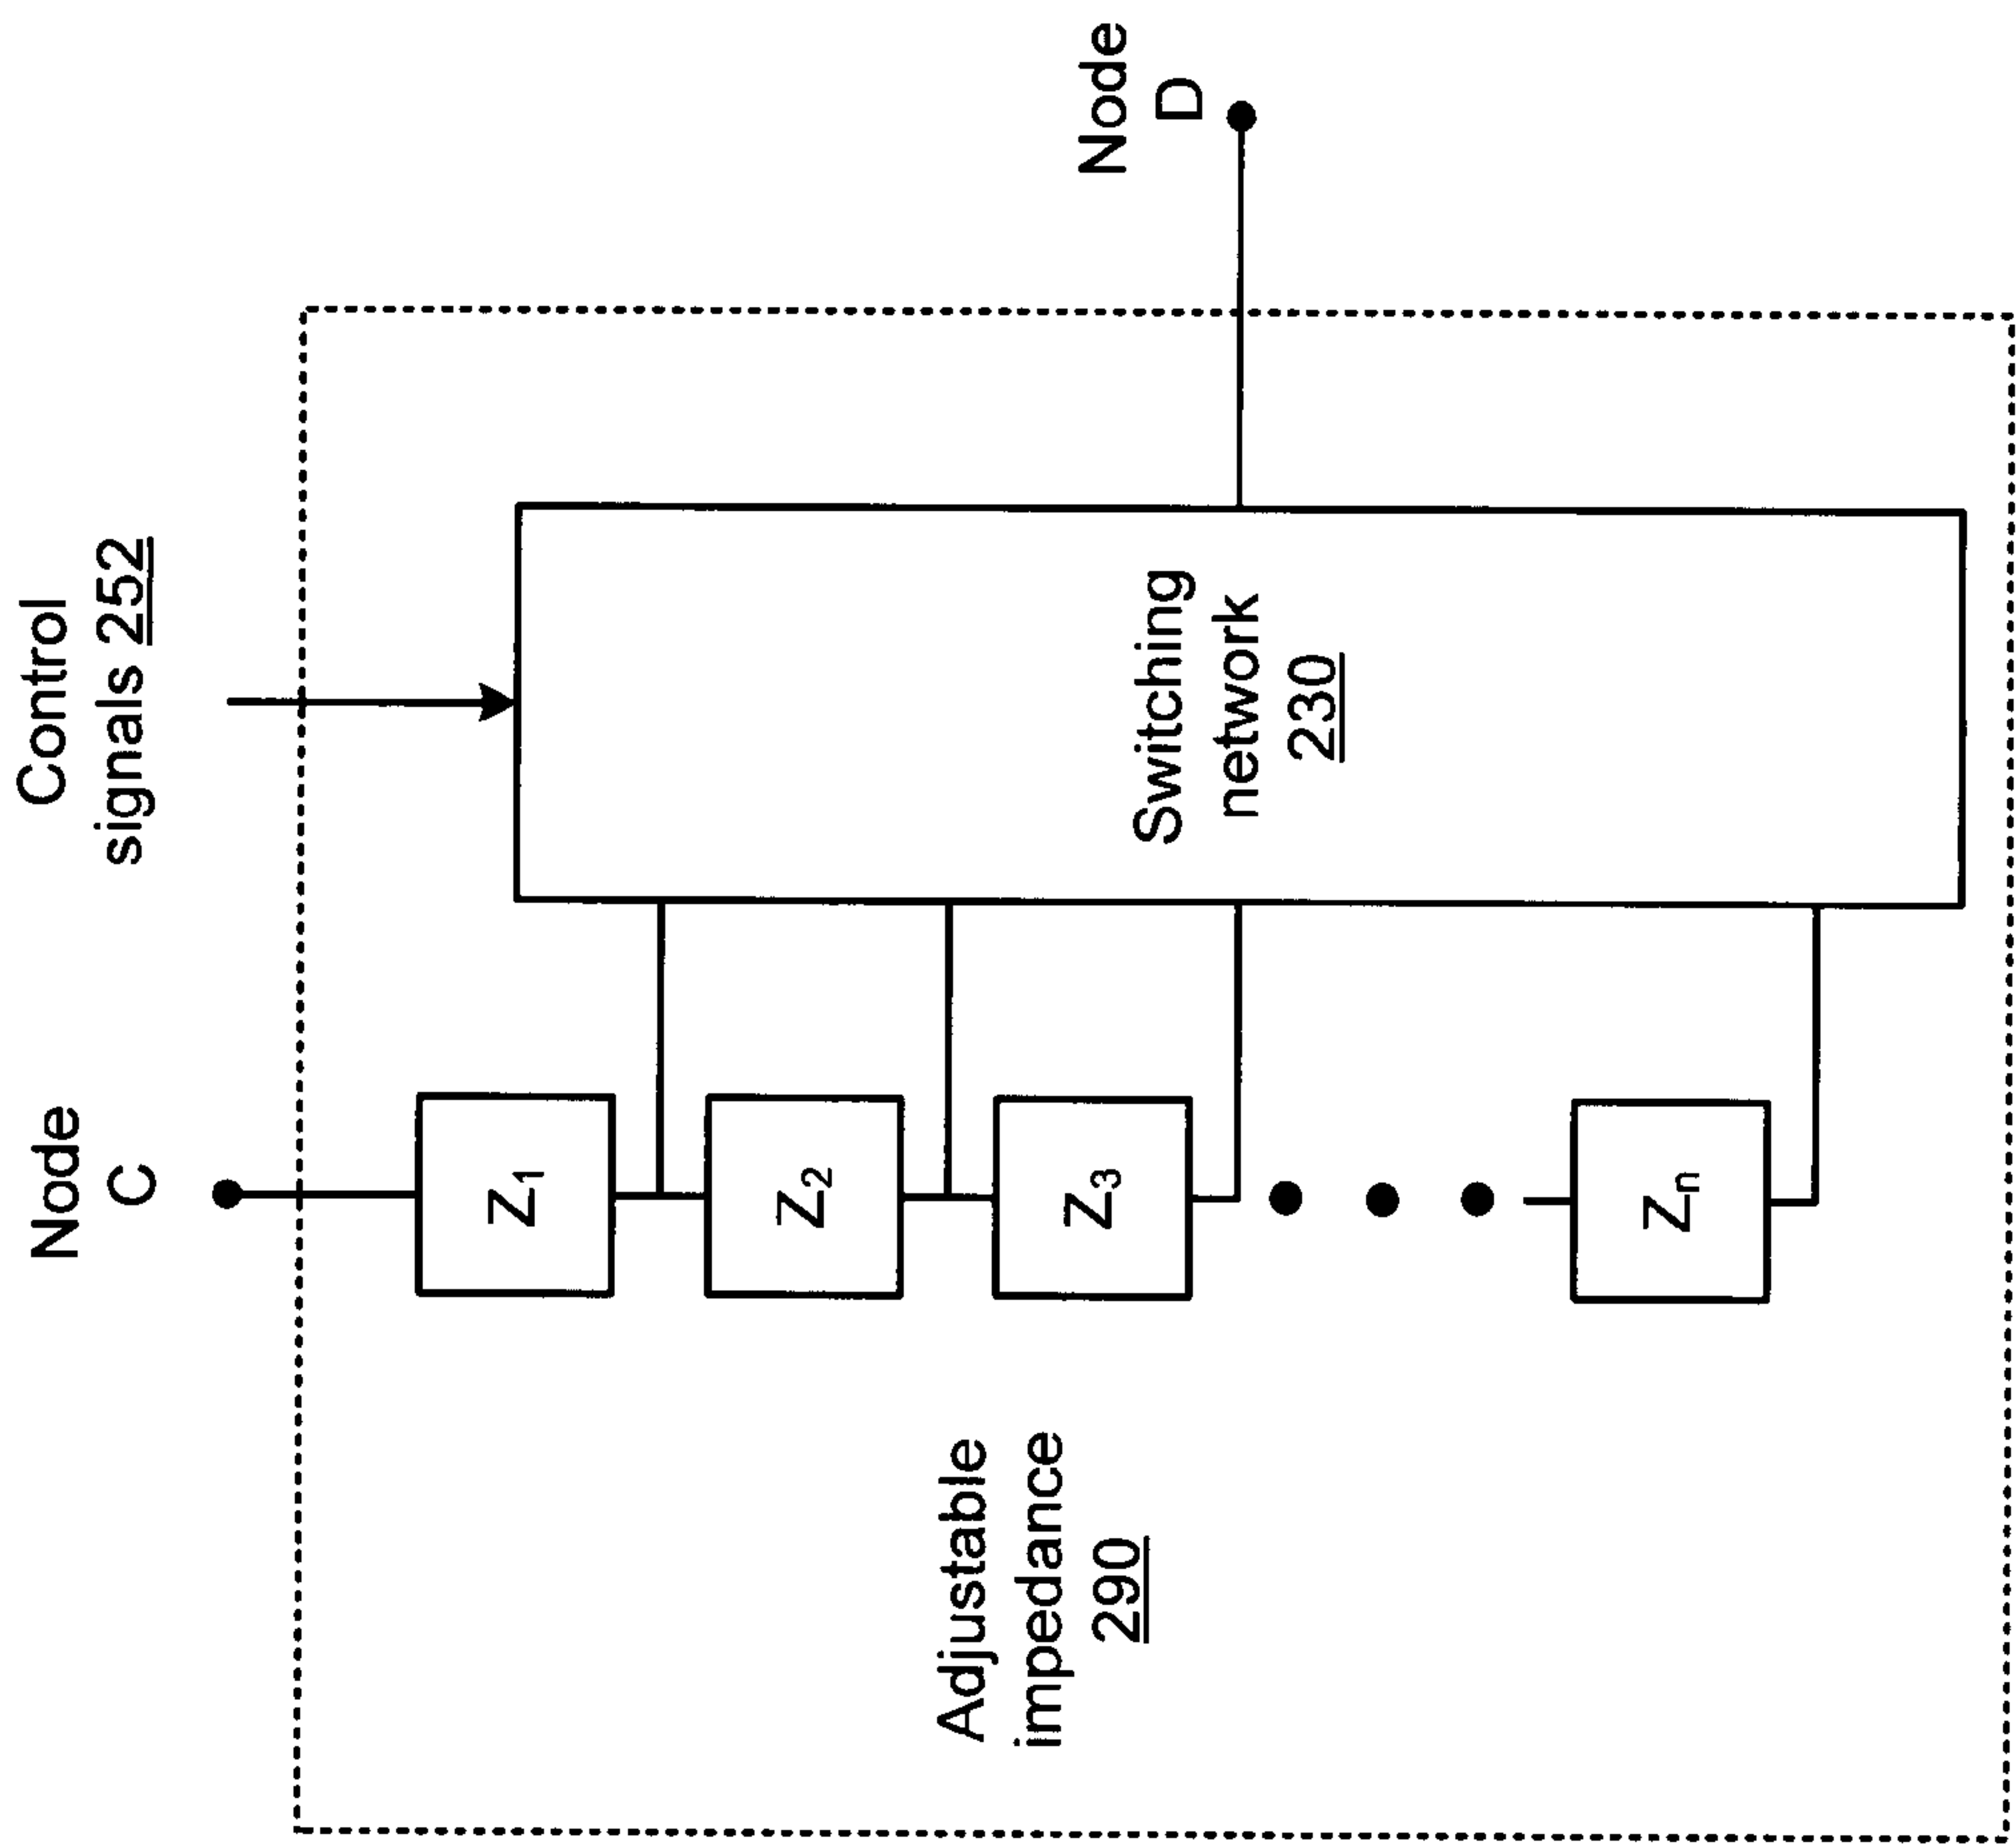 Node
C
Control
signals 252
Node
D
Z1
Z2
Z3
Zn
Switching
network
230
Adjustable
impedance
290